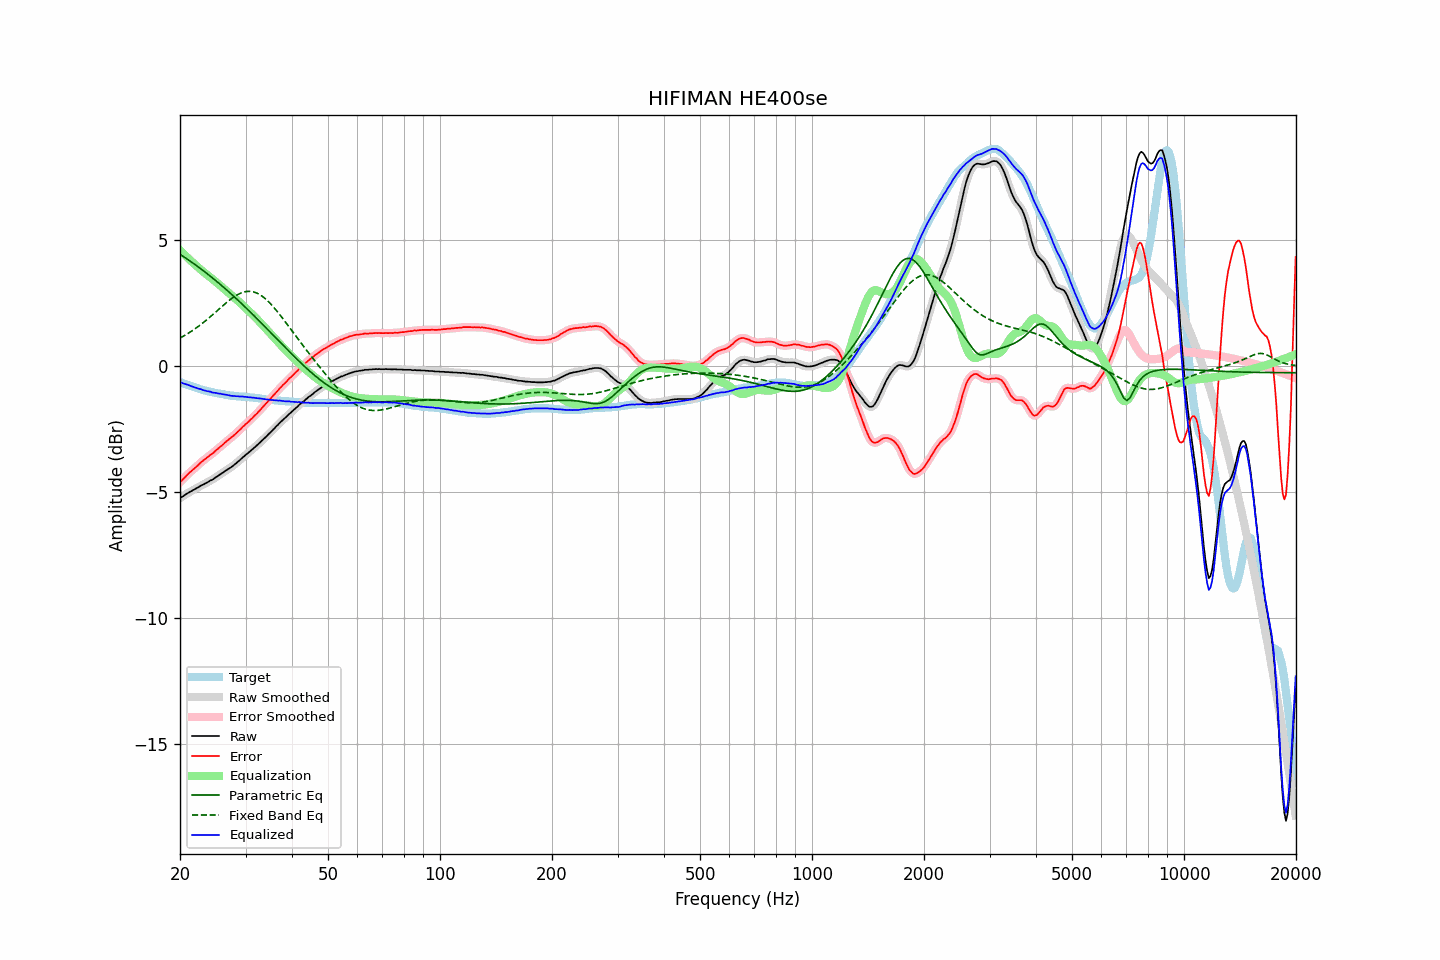 HIFIMAN HE400se
Amplitude (dBr)
5
0
−5
−10
−15
Target
Raw Smoothed
Error Smoothed
Raw
Error
Equalization
Parametric Eq
Fixed Band Eq
Equalized
20 50 100 200 500 1000 2000 5000 10000 20000
Frequency (Hz)